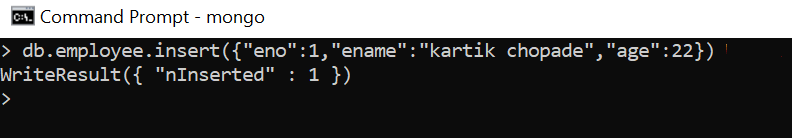 Command Prompt - mongo
> db.employee.insert({"eno":1,"ename":"kartik chopade","age":22})
WriteResult({ "nInserted" : 1 })
>